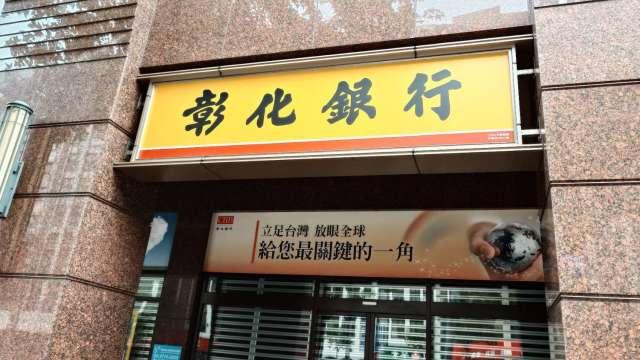 彰化銀行
立足台灣 放眼全球
給您最關鍵的一角